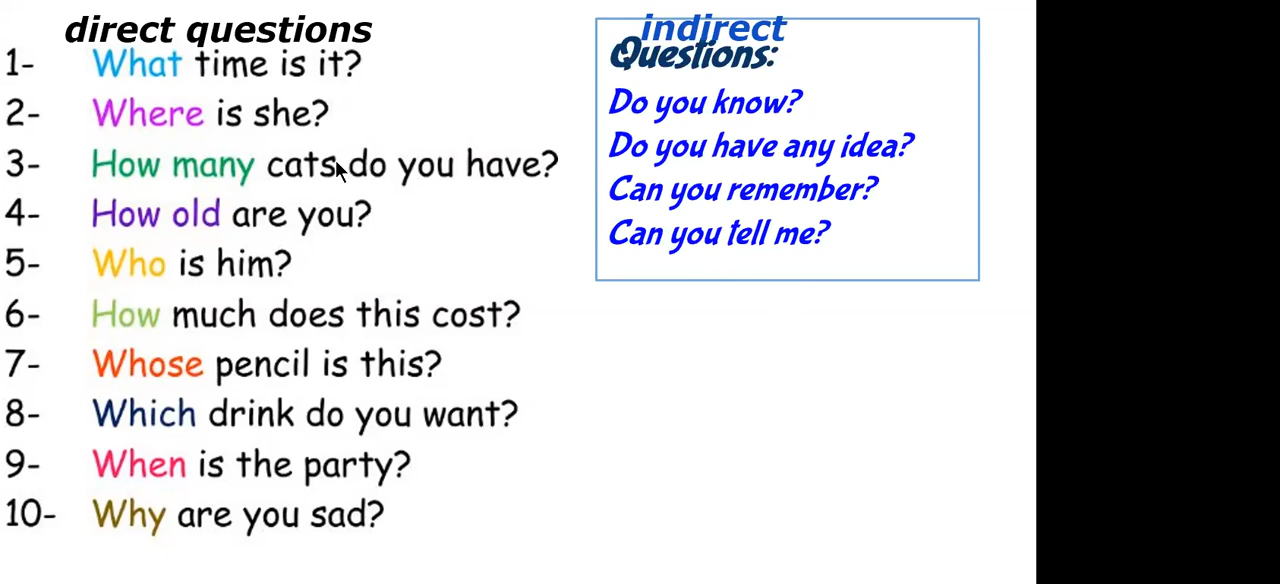 direct questions
1- What time is it?
2- Where is she?
3- How many cats do you have?
4- How old are you?
5- Who is him?
6- How much does this cost?
7- Whose pencil is this?
8- Which drink do you want?
9- When is the party?
10- Why are you sad?
indirect
Questions:
Do you know?
Do you have any idea?
Can you remember?
Can you tell me?